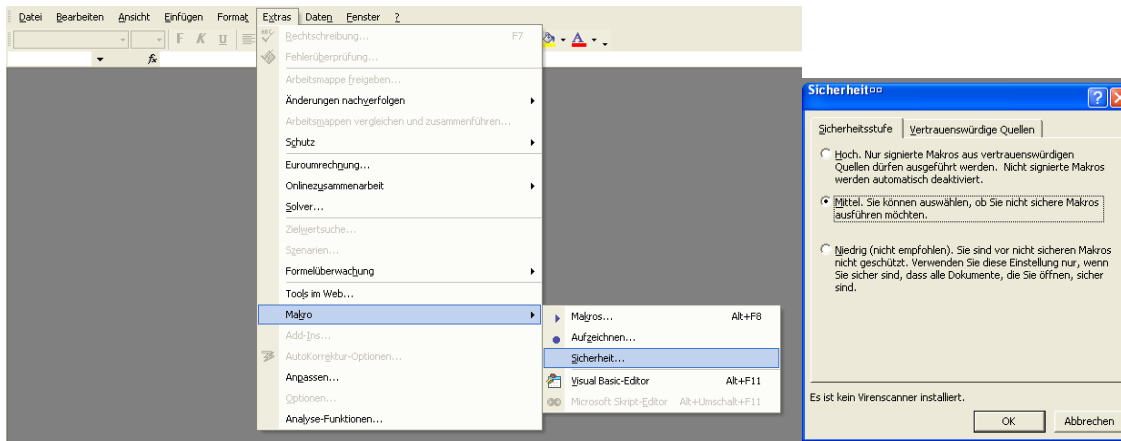 Datei Bearbeiten Ansicht Einfügen Format Extras Daten Fenster ?
F K U
Rechtschreibung... F7
Fehlerüberprüfung...
Arbeitsmappe freigeben...
Änderungen nachverfolgen
Arbeitsmappen vergleichen und zusammenführen...
Schutz
Euroumrechnung...
Onlinezusammenarbeit
Solver...
Zielwertsuche...
Szenarien...
Formelüberwachung
Tools im Web...
Makro
Add-Ins...
AutoKorrektur-Optionen...
Anpassen...
Optionen...
Analyse-Funktionen...
Makros... Alt+F8
Aufzeichnen...
Sicherheit...
Visual Basic-Editor Alt+F11
Microsoft Skript-Editor Alt+Umschalt+F11
Sicherheit
Sicherheitsstufe Vertrauenswürdige Quellen
Hoch. Nur signierte Makros aus vertrauenswürdigen
Quellen dürfen ausgeführt werden. Nicht signierte Makros
werden automatisch deaktiviert.
Mittel. Sie können auswählen, ob Sie nicht sichere Makros
ausführen möchten.
Niedrig (nicht empfohlen). Sie sind vor nicht sicheren Makros
nicht geschützt. Verwenden Sie diese Einstellung nur, wenn
Sie sicher sind, dass alle Dokumente, die Sie öffnen, sicher
sind.
Es ist kein Virenscanner installiert.
OK Abbrechen